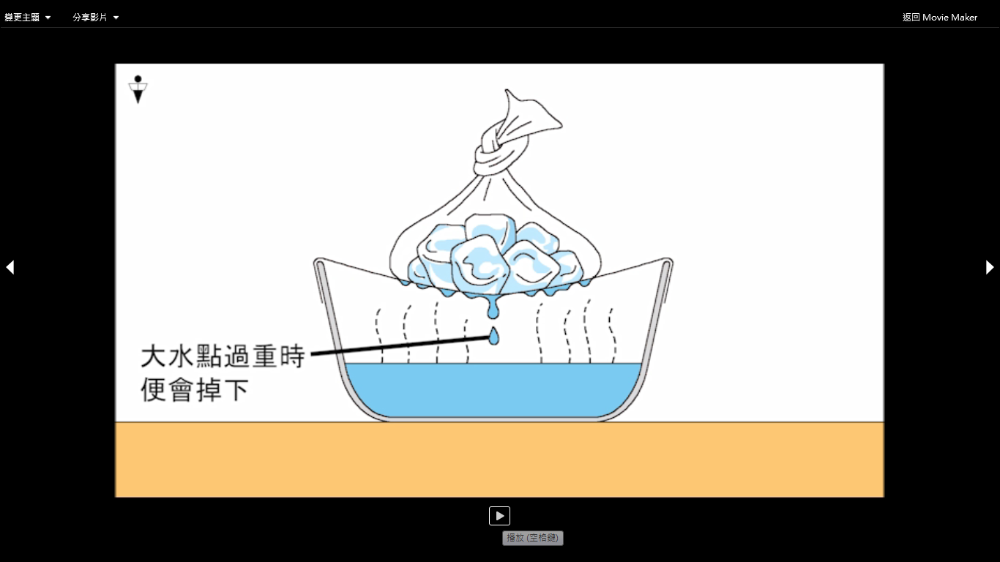 變更主題
分享影片
返回 Movie Maker
大水點過重時
便會掉下
播放 (空格鍵)